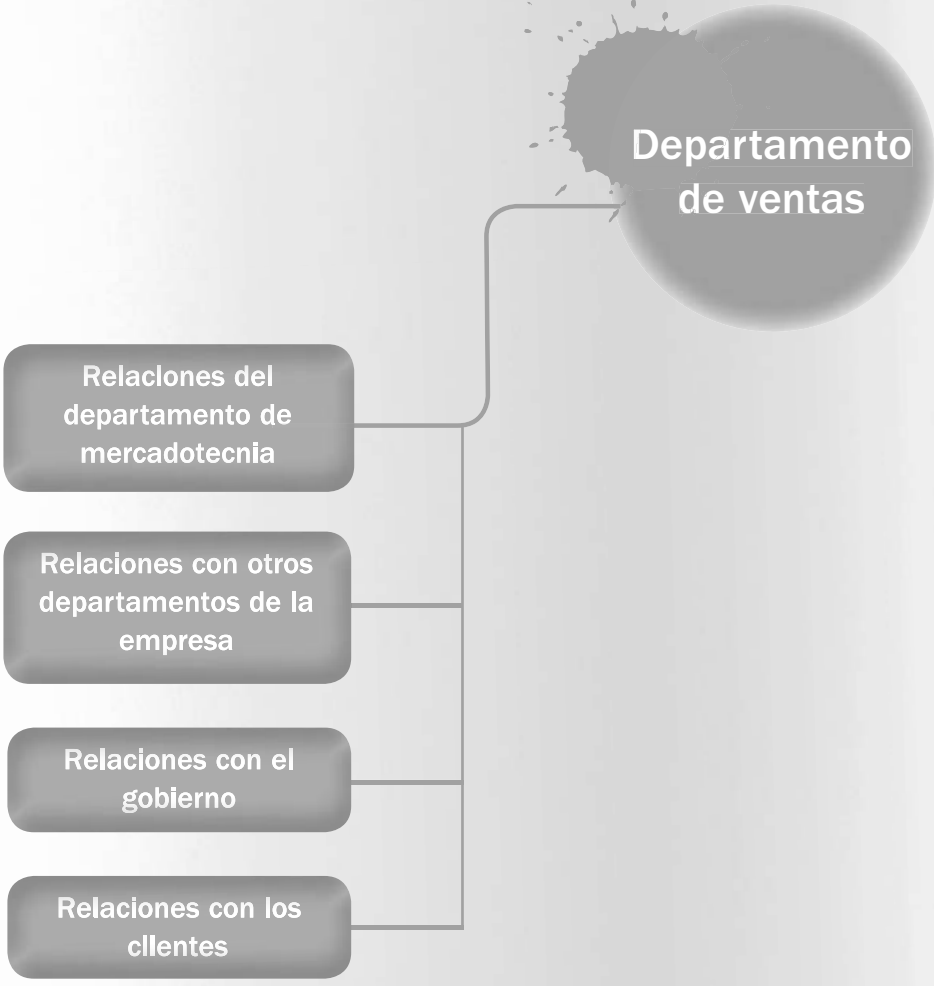 Departamento
de ventas
Relaciones del
departamento de
mercadotecnia
Relaciones con otros
departamentos de la
empresa
Relaciones con el
gobierno
Relaciones con los
clientes